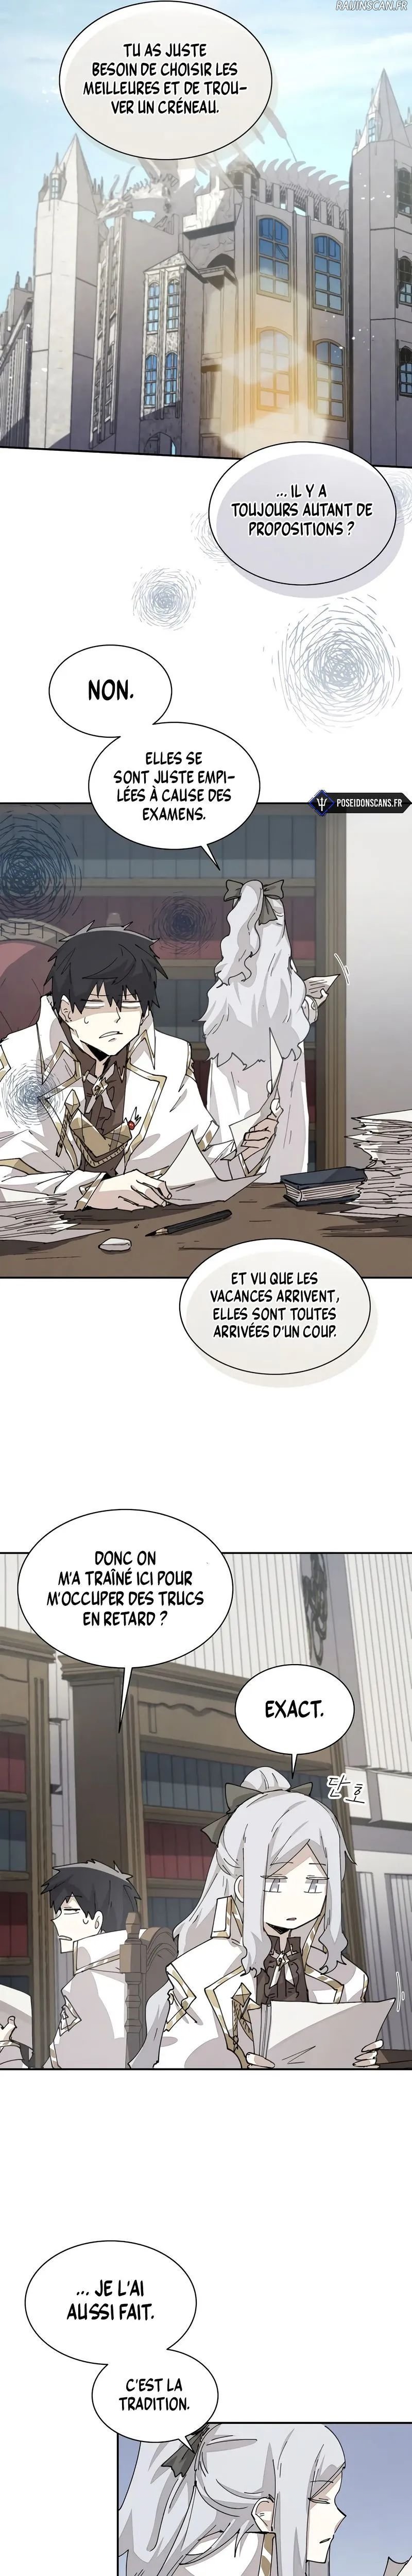 RAIJINSCAN.FR
TU AS JUSTE
BESOIN DE CHOISIR LES
MEILLEURES ET DE TROU-
VER UN CRÉNEAU.
... IL Y A
TOUJOURS AUTANT DE
PROPOSITIONS ?
NON.
ELLES SE
SONT JUSTE EMPI-
LÉES À CAUSE DES
EXAMENS.
POSEIDONSCANS.FR
ET VU QUE LES
VACANCES ARRIVENT,
ELLES SONT TOUTES
ARRIVÉES D'UN COUP.
DONC ON
M'A TRAÎNÉ ICI POUR
M'OCCUPER DES TRUCS
EN RETARD ?
EXACT.
단호
... JE L'AI
AUSSI FAIT.
C'EST LA
TRADITION.